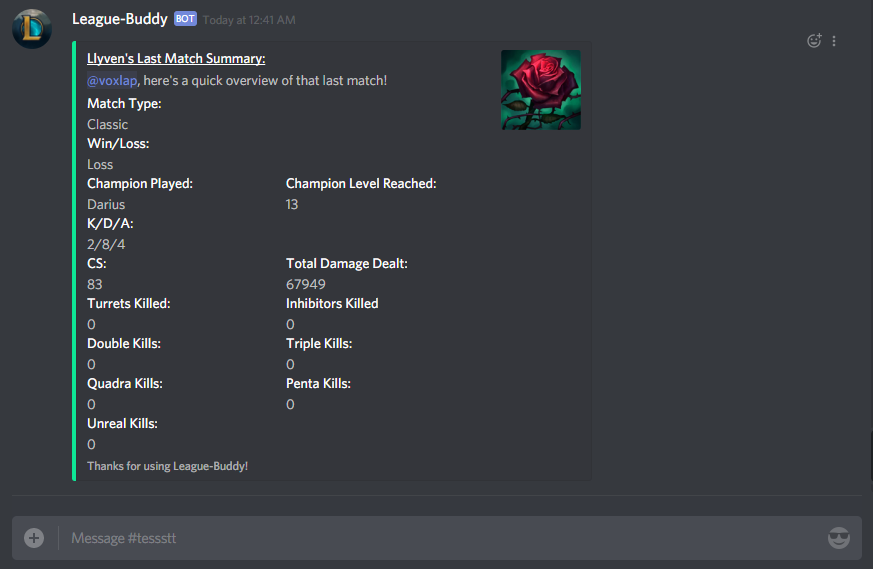 League-Buddy BOT Today at 12:41 AM
Llyven's Last Match Summary:
@voxlap, here's a quick overview of that last match!
Match Type:
Classic
Win/Loss:
Loss
Champion Played: Champion Level Reached:
Darius 13
K/D/A:
2/8/4
CS: Total Damage Dealt:
83 67949
Turrets Killed: Inhibitors Killed
0 0
Double Kills: Triple Kills:
0 0
Quadra Kills: Penta Kills:
0 0
Unreal Kills:
0
Thanks for using League-Buddy!
Message #tessstt